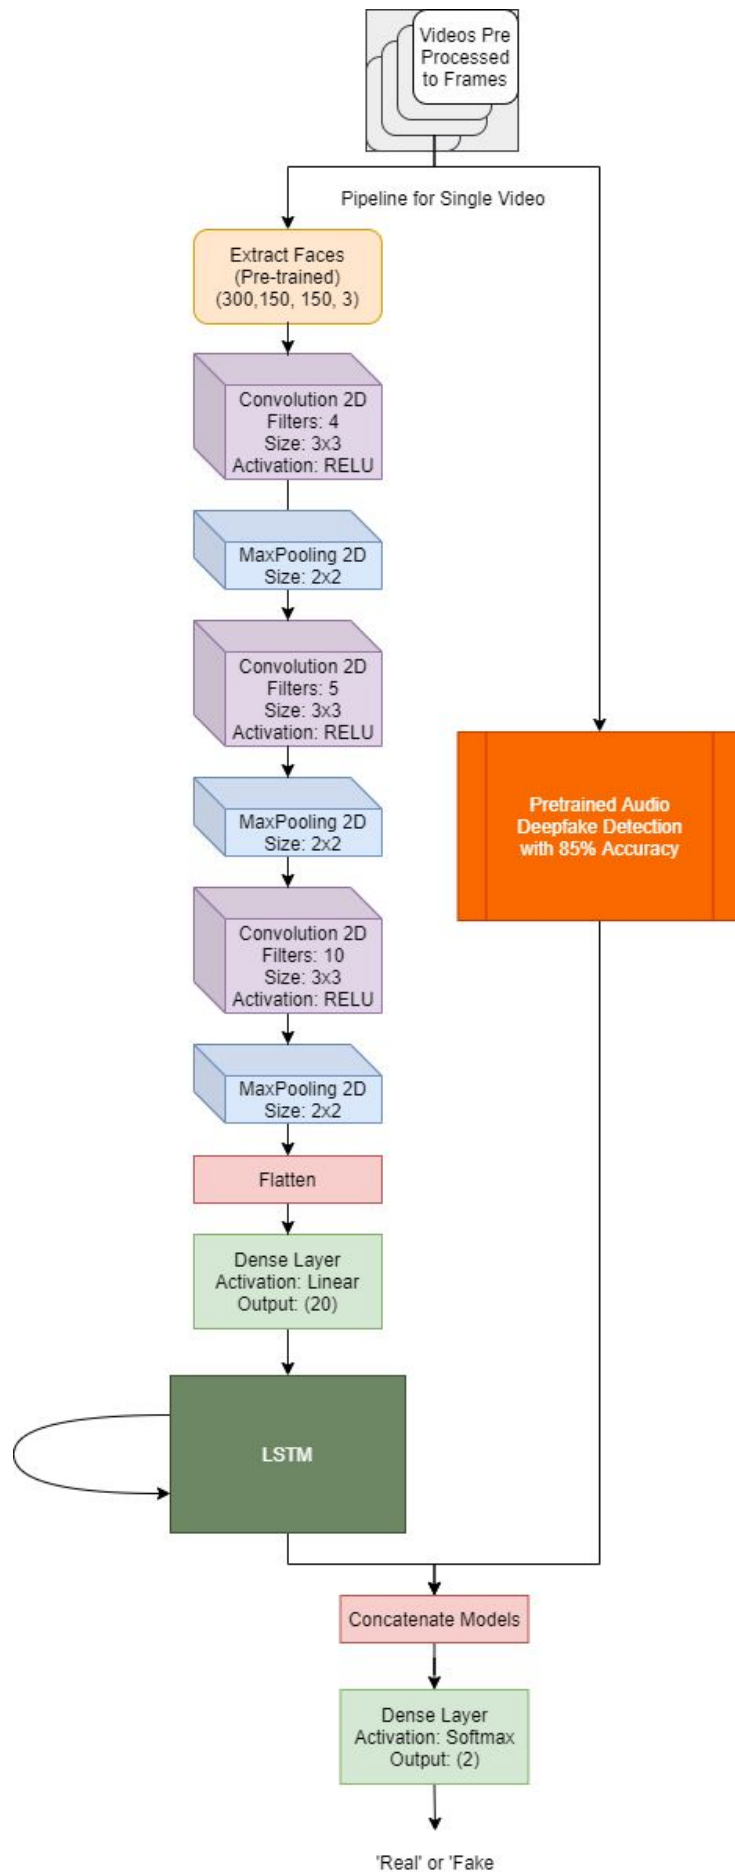 Videos Pre
Processed
to Frames
Pipeline for Single Video
Extract Faces
(Pre-trained)
(300,150, 150, 3)
Convolution 2D
Filters: 4
Size: 3x3
Activation: RELU
MaxPooling 2D
Size: 2x2
Convolution 2D
Filters: 5
Size: 3x3
Activation: RELU
Pretrained Audio
Deepfake Detection
with 85% Accuracy
MaxPooling 2D
Size: 2x2
Convolution 2D
Filters: 10
Size: 3x3
Activation: RELU
MaxPooling 2D
Size: 2x2
Flatten
Dense Layer
Activation: Linear
Output: (20)
LSTM
Concatenate Models
Dense Layer
Activation: Softmax
Output: (2)
'Real' or 'Fake